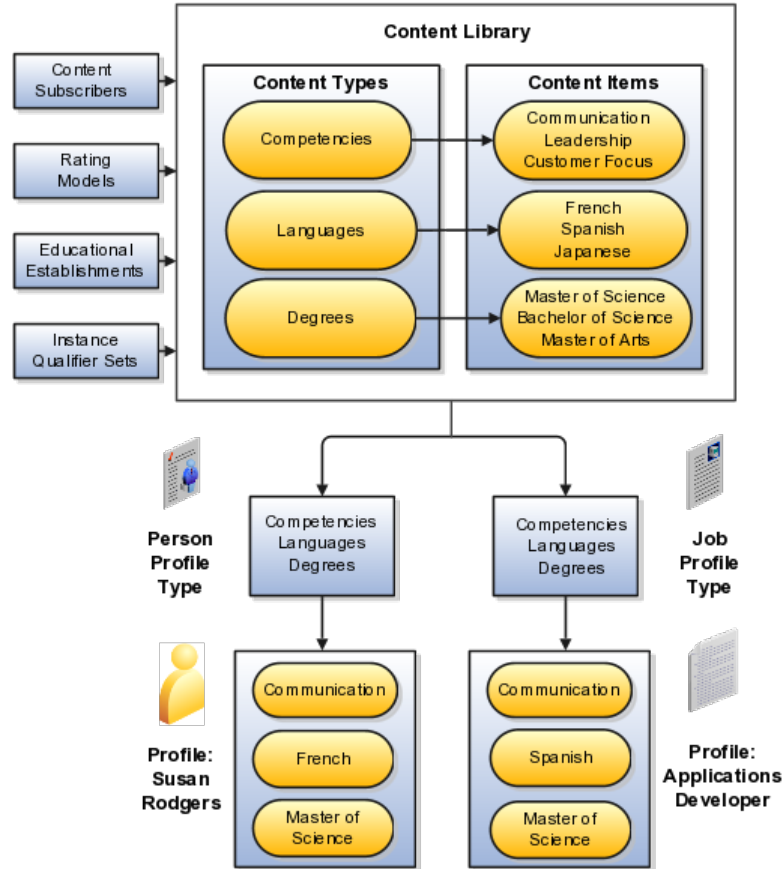 Content Library
Content
Subscribers
Rating
Models
Educational
Establishments
Instance
Qualifier Sets
Content Types
Competencies
Languages
Degrees
Content Items
Communication
Leadership
Customer Focus
French
Spanish
Japanese
Master of Science
Bachelor of Science
Master of Arts
Person
Profile
Type
Competencies
Languages
Degrees
Competencies
Languages
Degrees
Job
Profile
Type
Profile:
Susan
Rodgers
Communication
French
Master of
Science
Communication
Spanish
Master of
Science
Profile:
Applications
Developer